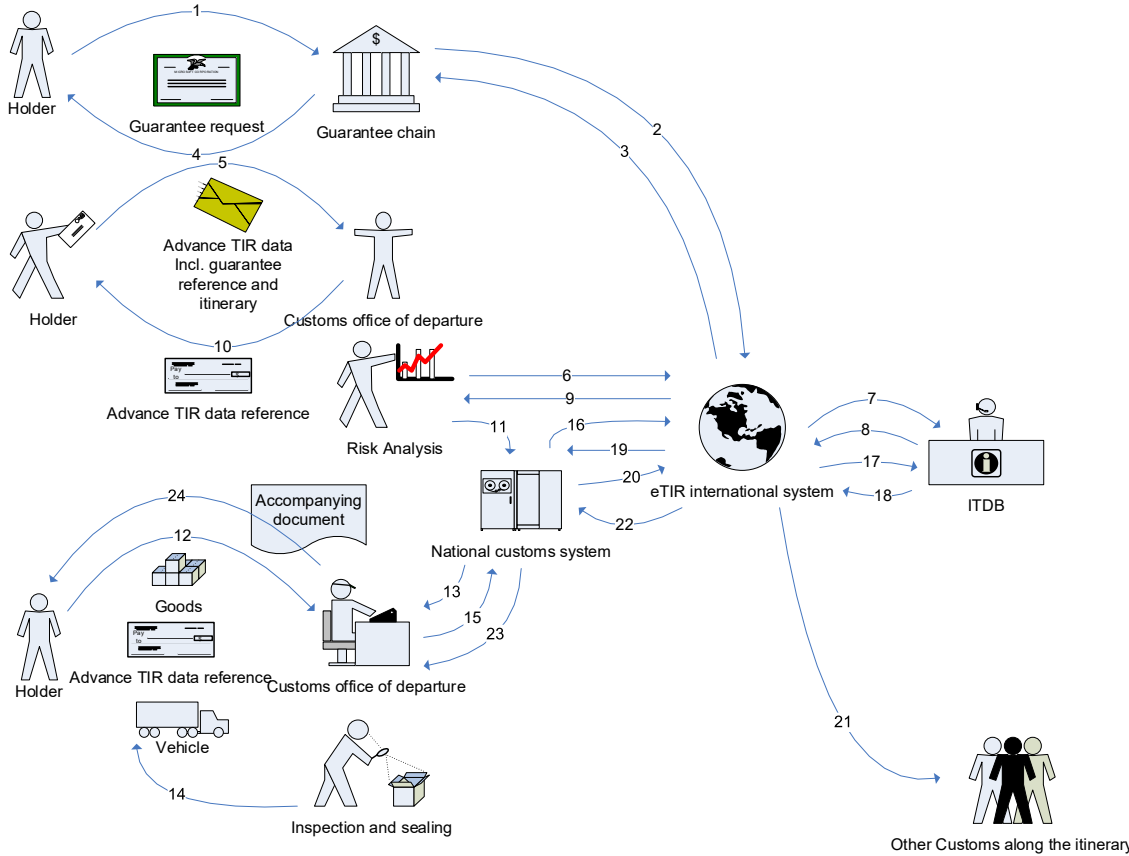 1
$
Holder
Guarantee request
Guarantee chain
2
3
4
5
Advance TIR data
Incl. guarantee
reference and
itinerary
Holder
Customs office of departure
10
Pay
to
Advance TIR data reference
Risk Analysis
6
9
7
8
11
16
19
17
20
18
eTIR international system
ITDB
22
National customs system
24
Accompanying
document
12
Goods
13
15
23
Pay
to
Holder
Advance TIR data reference
Customs office of departure
Vehicle
14
21
Inspection and sealing
Other Customs along the itinerary